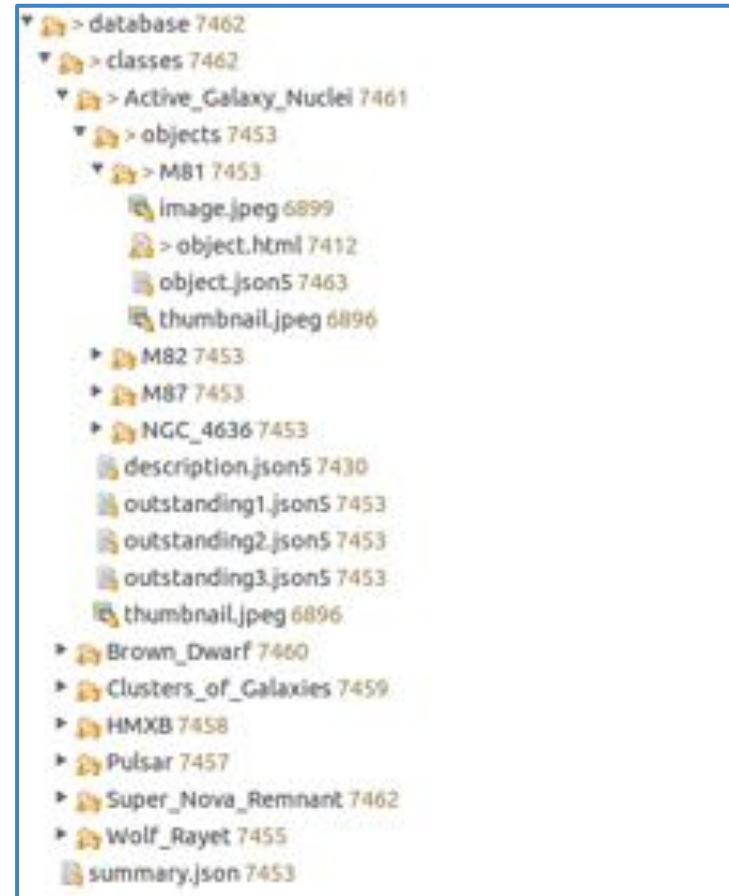 > database 7462
> classes 7462
> Active_Galaxy_Nuclei 7461
> objects 7453
> M81 7453
image.jpeg 6899
> object.html 7412
object.json5 7463
thumbnail.jpeg 6896
M82 7453
M87 7453
NGC_4636 7453
description.json5 7430
outstanding1.json5 7453
outstanding2.json5 7453
outstanding3.json5 7453
thumbnail.jpeg 6896
Brown_Dwarf 7460
Clusters_of_Galaxies 7459
HMXB 7458
Pulsar 7457
Super_Nova_Remnant 7462
Wolf_Rayet 7455
summary.json 7453